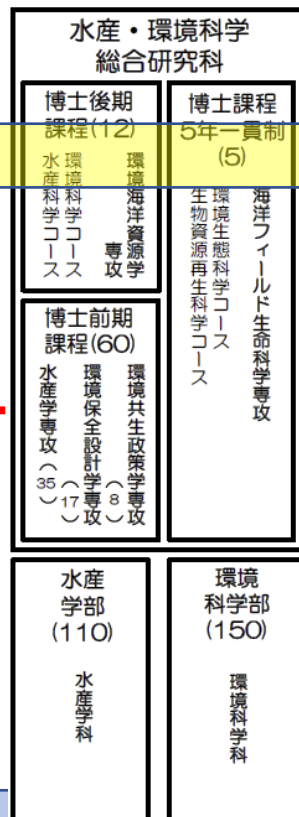 水産・環境科学
総合研究科
博士後期
課程(12)
環境海洋資源学
専攻
環境科学コース
水産科学コース
博士課程
5年一貫制
(5)
海洋フィールド生命科学専攻
環境生態科学コース
生物資源再生科学コース
博士前期
課程(60)
環境共生政策学専攻
(8)
環境保全設計学専攻
(17)
水産学専攻(35)
水産
学部
(110)
水産学科
環境
科学部
(150)
環境科学科